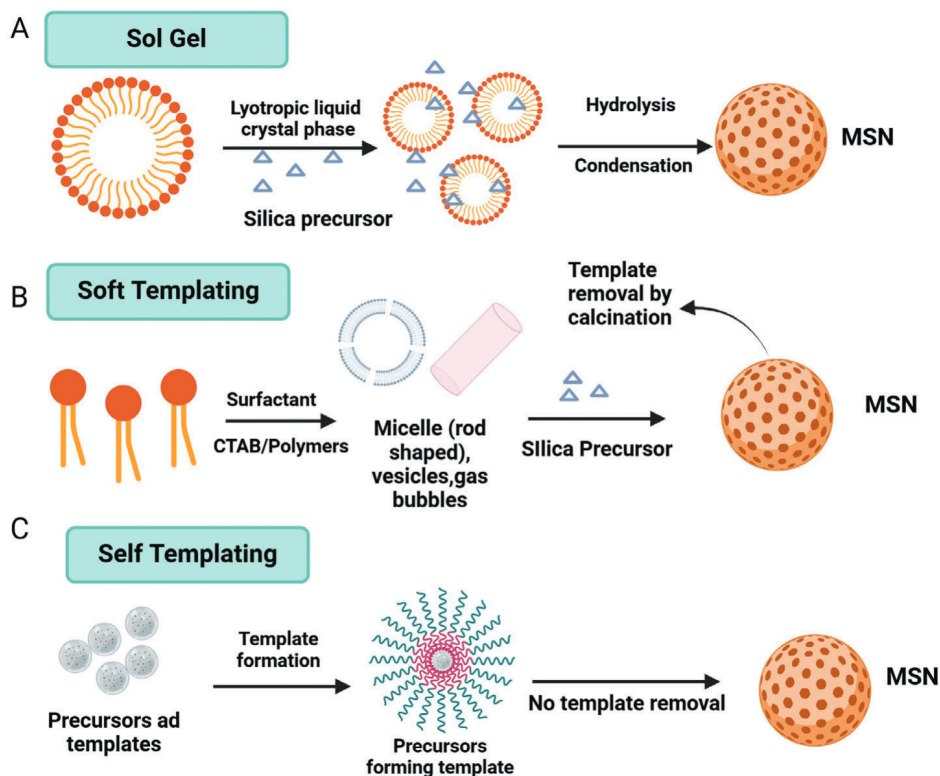 A
Sol Gel
Lyotropic liquid
crystal phase
Silica precursor
Hydrolysis
Condensation
MSN
B
Soft Templating
Template
removal by
calcination
Surfactant
CTAB/Polymers
Micelle (rod
shaped),
vesicles,gas
bubbles
SIlica Precursor
MSN
C
Self Templating
Precursors ad
templates
Template
formation
Precursors
forming template
No template removal
MSN